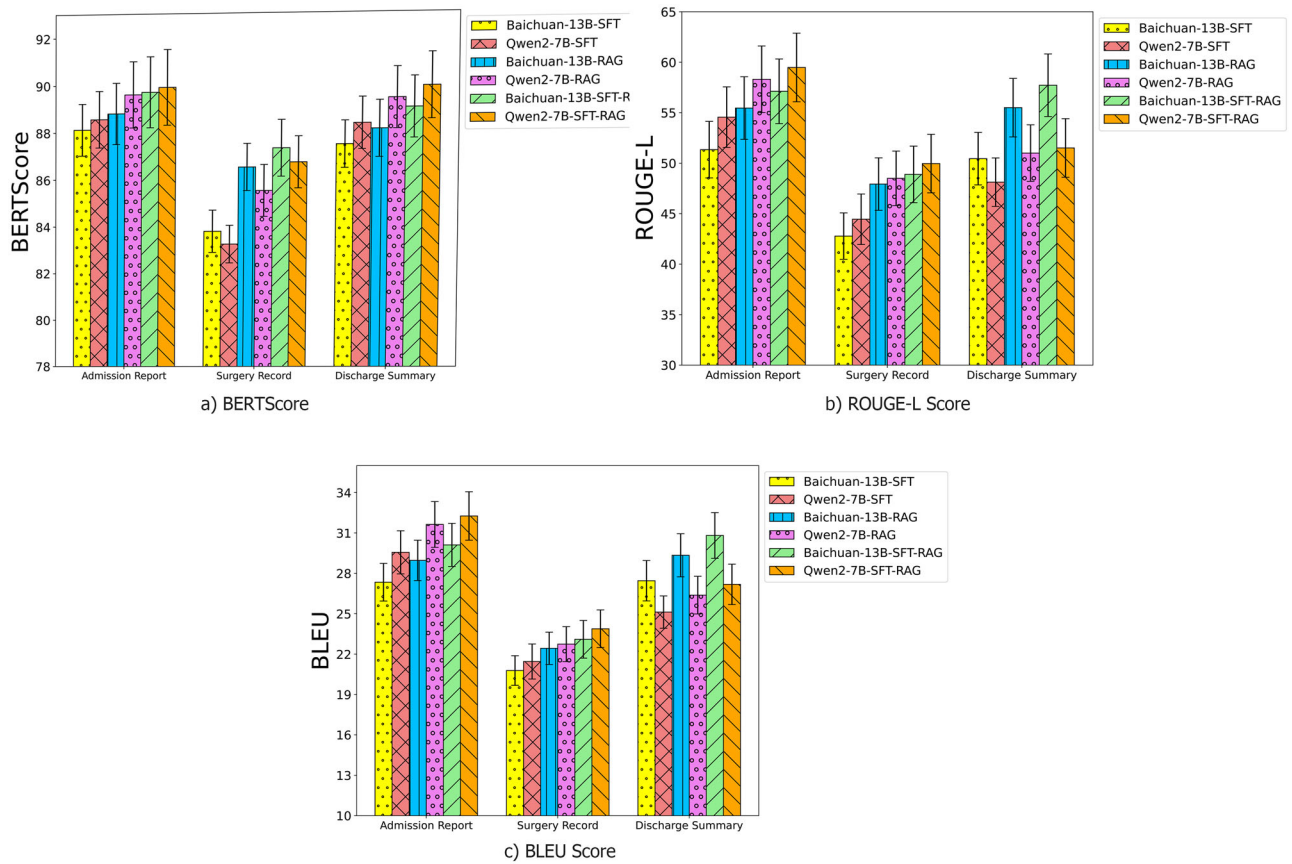 BERTScore
92
90
88
86
84
82
80
78
Admission Report Surgery Record Discharge Summary
Baichuan-13B-SFT
Qwen2-7B-SFT
Baichuan-13B-RAG
Qwen2-7B-RAG
Baichuan-13B-SFT-R
Qwen2-7B-SFT-RAG
a) BERTScore
ROUGE-L
65
60
55
50
45
40
35
30
Admission Report Surgery Record Discharge Summary
Baichuan-13B-SFT
Qwen2-7B-SFT
Baichuan-13B-RAG
Qwen2-7B-RAG
Baichuan-13B-SFT-RAG
Qwen2-7B-SFT-RAG
b) ROUGE-L Score
BLEU
34
31
28
25
22
19
16
13
10
Admission Report Surgery Record Discharge Summary
Baichuan-13B-SFT
Qwen2-7B-SFT
Baichuan-13B-RAG
Qwen2-7B-RAG
Baichuan-13B-SFT-RAG
Qwen2-7B-SFT-RAG
c) BLEU Score